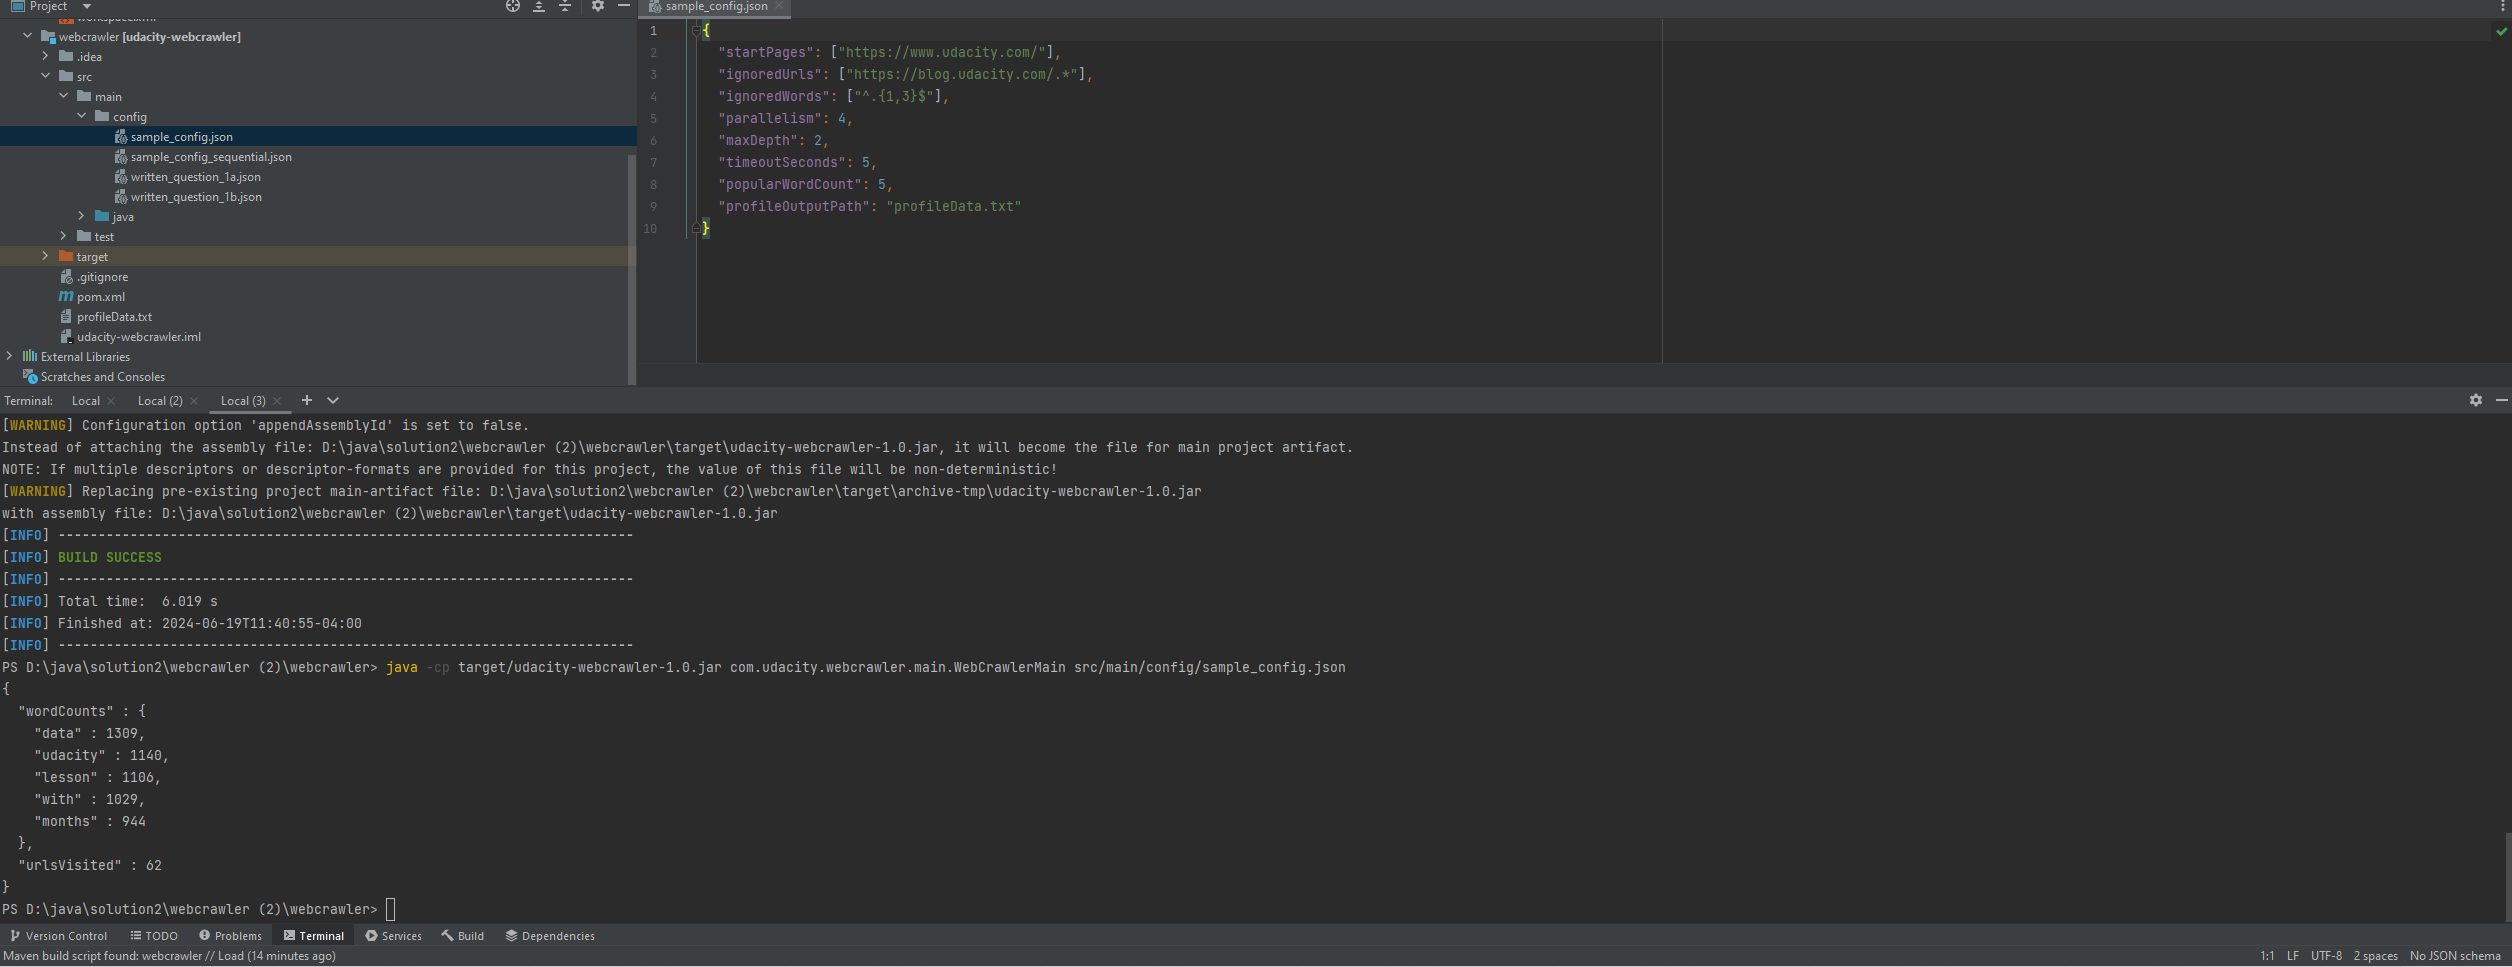 Project
sample_config.json
webcrawler [udacity-webcrawler]
.idea
src
main
config
sample_config.json
sample_config_sequential.json
written_question_1a.json
written_question_1b.json
java
test
target
.gitignore
pom.xml
profileData.txt
udacity-webcrawler.iml
External Libraries
Scratches and Consoles
1 {
2 "startPages": ["https://www.udacity.com/"],
3 "ignoredUrls": ["https://blog.udacity.com/.*"],
4 "ignoredWords": ["^.{1,3}$"],
5 "parallelism": 4,
6 "maxDepth": 2,
7 "timeoutSeconds": 5,
8 "popularWordCount": 5,
9 "profileOutputPath": "profileData.txt"
10 }
Terminal: Local Local (2) Local (3)
[WARNING] Configuration option 'appendAssemblyId' is set to false.
Instead of attaching the assembly file: D:\java\solution2\webcrawler (2)\webcrawler\target\udacity-webcrawler-1.0.jar, it will become the file for main project artifact.
NOTE: If multiple descriptors or descriptor-formats are provided for this project, the value of this file will be non-deterministic!
[WARNING] Replacing pre-existing project main-artifact file: D:\java\solution2\webcrawler (2)\webcrawler\target\archive-tmp\udacity-webcrawler-1.0.jar
with assembly file: D:\java\solution2\webcrawler (2)\webcrawler\target\udacity-webcrawler-1.0.jar
[INFO] ------------------------------------------------------------------------
[INFO] BUILD SUCCESS
[INFO] ------------------------------------------------------------------------
[INFO] Total time:  6.019 s
[INFO] Finished at: 2024-06-19T11:40:55-04:00
[INFO] ------------------------------------------------------------------------
PS D:\java\solution2\webcrawler (2)\webcrawler> java -cp target/udacity-webcrawler-1.0.jar com.udacity.webcrawler.main.WebCrawlerMain src/main/config/sample_config.json
{
"wordCounts" : {
"data" : 1309,
"udacity" : 1140,
"lesson" : 1106,
"with" : 1029,
"months" : 944
},
"urlsVisited" : 62
}
PS D:\java\solution2\webcrawler (2)\webcrawler>
Version Control TODO Problems Terminal Services Build Dependencies
Maven build script found: webcrawler // Load (14 minutes ago) 1:1 LF UTF-8 2 spaces No JSON schema